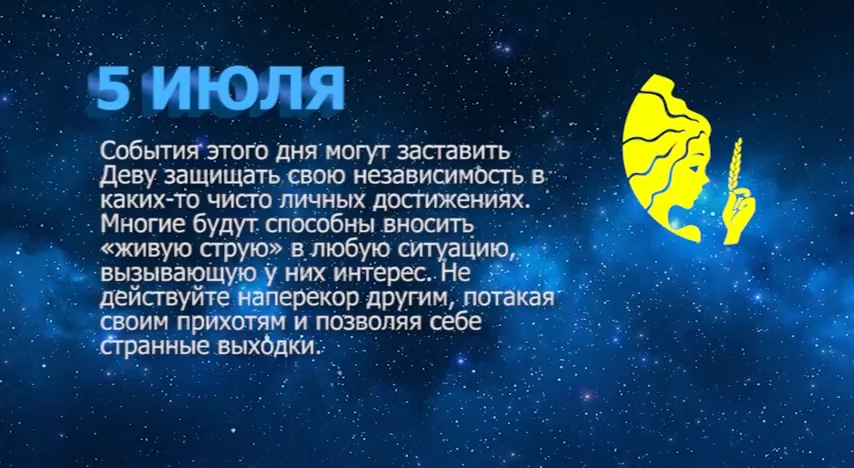 5 ИЮЛЯ
События этого дня могут заставить
Деву защищать свою независимость в
каких-то чисто личных достижениях.
Многие будут способны вносить
«живую струю» в любую ситуацию,
вызывающую у них интерес. Не
действуйте наперекор другим, потакая
своим прихотям и позволяя себе
странные выходки.